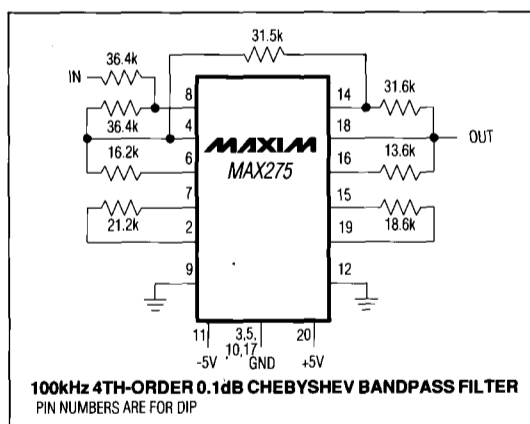 31.5k
36.4k
IN
8
14
31.6k
36.4k
4
18
OUT
MAXIM
MAX275
16.2k
6
16
13.6k
7
15
21.2k
2
19
18.6k
9
12
11
3,5,
10,17
20
-5V
GND
+5V
100kHz 4TH-ORDER 0.1dB CHEBYSHEV BANDPASS FILTER
PIN NUMBERS ARE FOR DIP